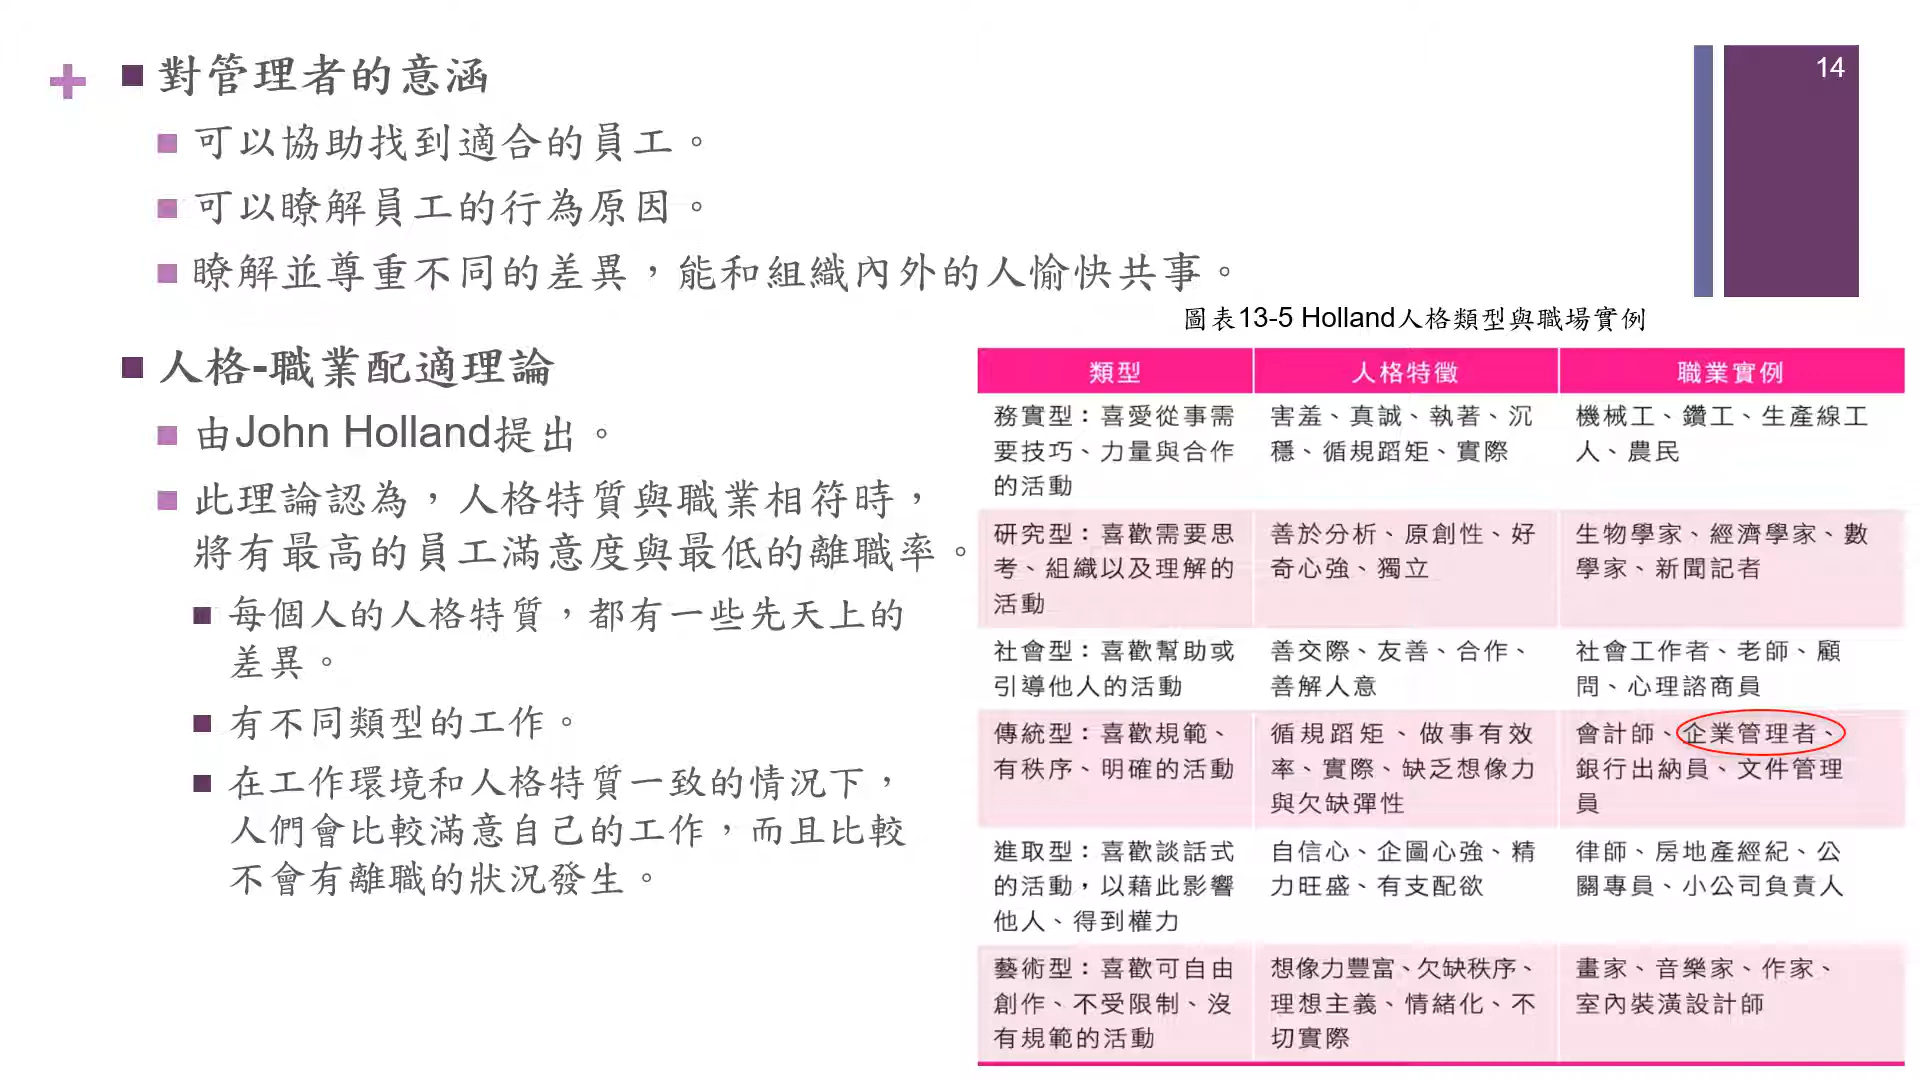 14
+
對管理者的意涵
可以協助找到適合的員工。
可以瞭解員工的行為原因。
瞭解並尊重不同的差異，能和組織內外的人愉快共事。
人格-職業配適理論
由John Holland提出。
此理論認為，人格特質與職業相符時，
將有最高的員工滿意度與最低的離職率。
每個人的人格特質，都有一些先天上的
差異。
有不同類型的工作。
在工作環境和人格特質一致的情況下，
人們會比較滿意自己的工作，而且比較
不會有離職的狀況發生。
圖表13-5 Holland人格類型與職場實例
類型 人格特徵 職業實例
務實型：喜愛從事需 害羞、真誠、執著、沉 機械工、鑽工、生產線工
要技巧、力量與合作 穩、循規蹈矩、實際 人、農民
的活動
研究型：喜歡需要思 善於分析、原創性、好 生物學家、經濟學家、數
考、組織以及理解的 奇心強、獨立 學家、新聞記者
活動
社會型：喜歡幫助或 善交際、友善、合作、 社會工作者、老師、顧
引導他人的活動 善解人意 問、心理諮商員
傳統型：喜歡規範、 循規蹈矩、做事有效 會計師、企業管理者、
有秩序、明確的活動 率、實際、缺乏想像力 銀行出納員、文件管理
與欠缺彈性 員
進取型：喜歡談話式 自信心、企圖心強、精 律師、房地產經紀、公
的活動，以藉此影響 力旺盛、有支配欲 關專員、小公司負責人
他人、得到權力
藝術型：喜歡可自由 想像力豐富、欠缺秩序、 畫家、音樂家、作家、
創作、不受限制、沒 理想主義、情緒化、不 室內裝潢設計師
有規範的活動 切實際